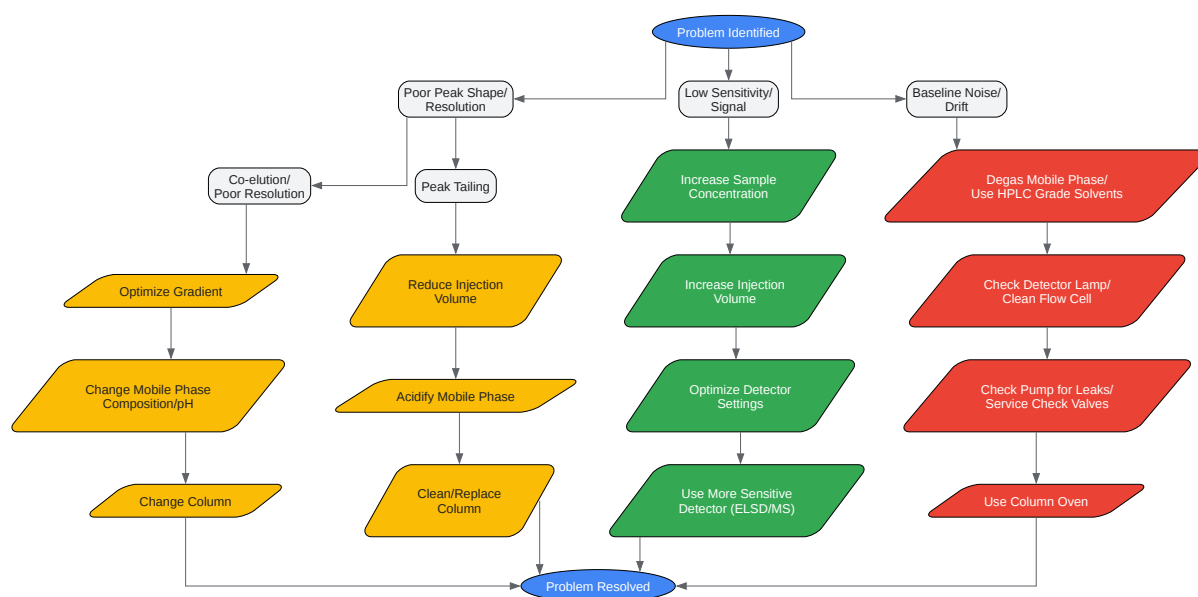 Problem Identified
Poor Peak Shape/
Resolution
Low Sensitivity/
Signal
Baseline Noise/
Drift
Co-elution/
Poor Resolution
Peak Tailing
Increase Sample
Concentration
Degas Mobile Phase/
Use HPLC Grade Solvents
Optimize Gradient
Reduce Injection
Volume
Increase Injection
Volume
Check Detector Lamp/
Clean Flow Cell
Change Mobile Phase
Composition/pH
Acidify Mobile Phase
Optimize Detector
Settings
Check Pump for Leaks/
Service Check Valves
Change Column
Clean/Replace
Column
Use More Sensitive
Detector (ELSD/MS)
Use Column Oven
Problem Resolved